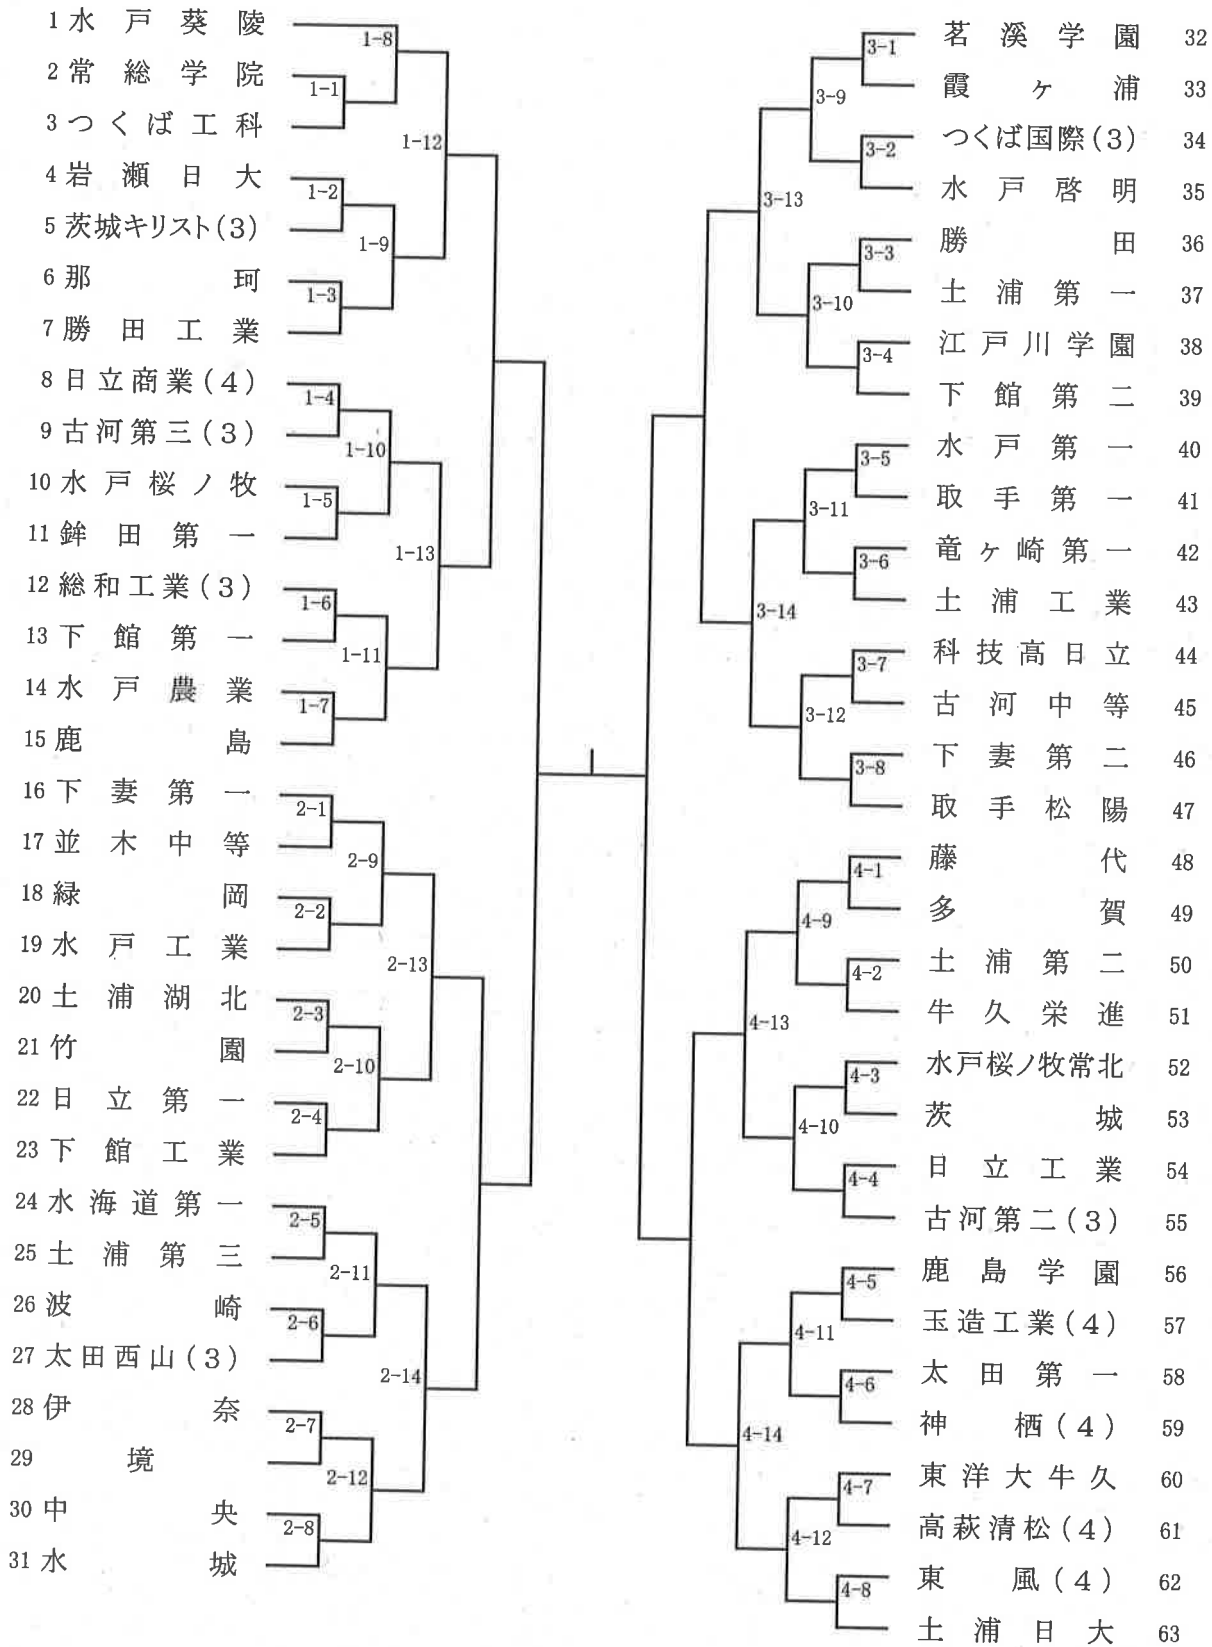 1 水戸葵陵
2 常総学院
3 つくば工科
4 岩瀬日大
5 茨城キリスト(3)
6 那珂
7 勝田工業
8 日立商業(4)
9 古河第三(3)
10 水戸桜ノ牧
11 鉾田第一
12 総和工業(3)
13 下館第一
14 水戸農業
15 鹿島
16 下妻第一
17 並木中等
18 緑岡
19 水戸工業
20 土浦湖北
21 竹園
22 日立第一
23 下館工業
24 水海道第一
25 土浦第三
26 波崎
27 太田西山(3)
28 伊奈
29 境
30 中央
31 水城
1-8
1-1
1-12
1-2
1-9
1-3
1-4
1-10
1-5
1-13
1-6
1-11
1-7
2-1
2-9
2-2
2-13
2-3
2-10
2-4
2-5
2-11
2-6
2-14
2-7
2-12
2-8
3-1
3-9
3-2
3-13
3-3
3-10
3-4
3-5
3-11
3-6
3-14
3-7
3-12
3-8
4-1
4-9
4-2
4-13
4-3
4-10
4-4
4-5
4-11
4-6
4-14
4-7
4-12
4-8
茗溪学園 32
霞ヶ浦 33
つくば国際(3) 34
水戸啓明 35
勝田 36
土浦第一 37
江戸川学園 38
下館第二 39
水戸第一 40
取手第一 41
竜ヶ崎第一 42
土浦工業 43
科技高日立 44
古河中等 45
下妻第二 46
取手松陽 47
藤代 48
多賀 49
土浦第二 50
牛久栄進 51
水戸桜ノ牧常北 52
茨城 53
日立工業 54
古河第二(3) 55
鹿島学園 56
玉造工業(4) 57
太田第一 58
神栖(4) 59
東洋大牛久 60
高萩清松(4) 61
東風(4) 62
土浦日大 63